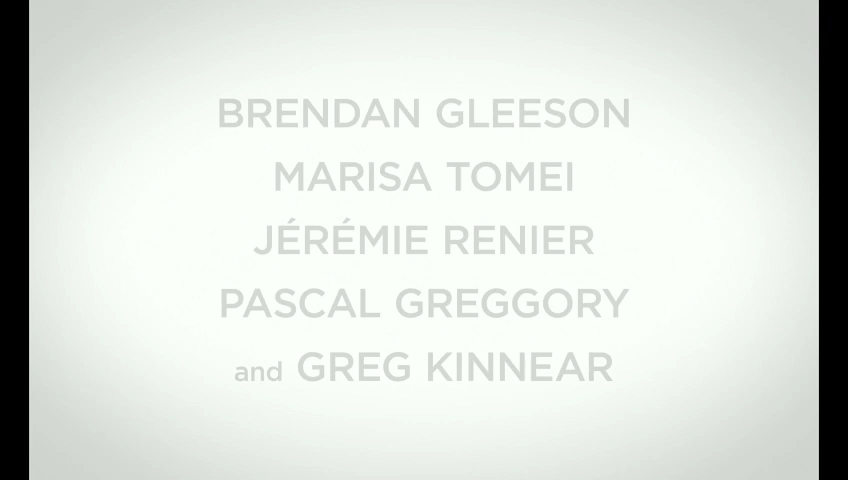 BRENDAN GLEESON
MARISA TOMEI
JÉRÉMIE RENIER
PASCAL GREGGORY
and GREG KINNEAR